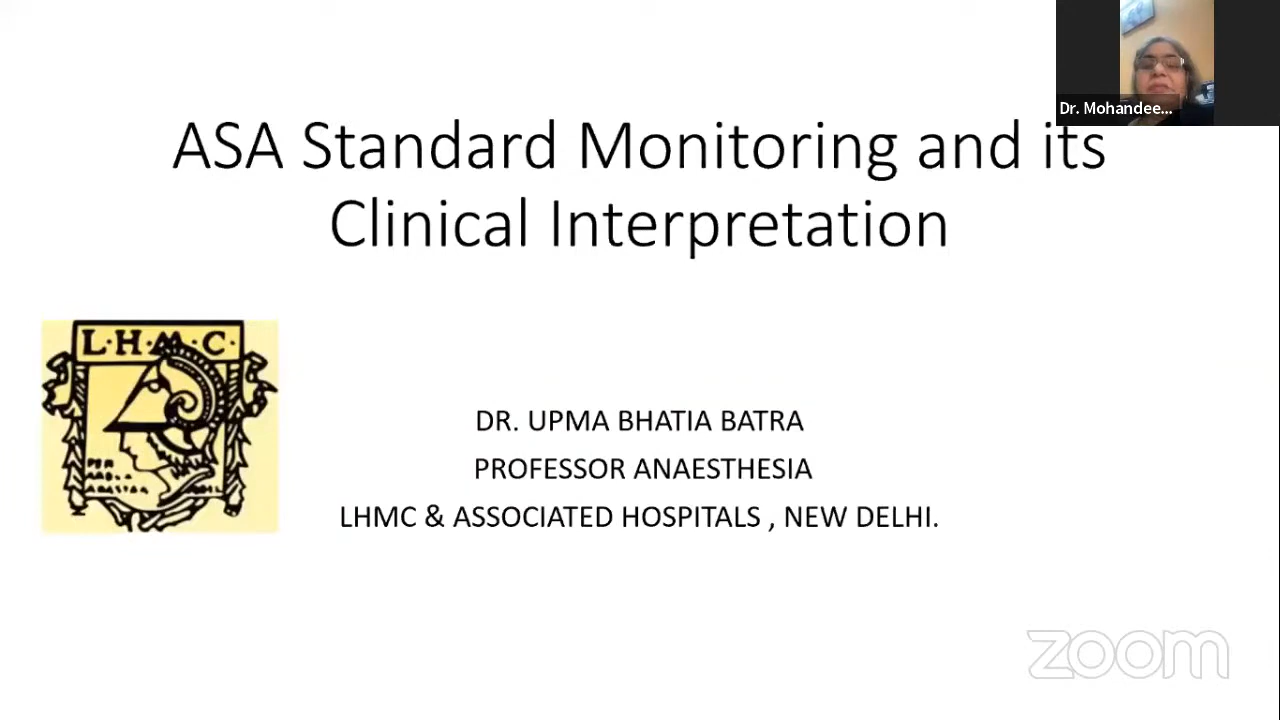 Dr. Mohandee...
ASA Standard Monitoring and its
Clinical Interpretation
L·H·M·C·
PER
DR. UPMA BHATIA BATRA
PROFESSOR ANAESTHESIA
LHMC & ASSOCIATED HOSPITALS , NEW DELHI.
zoom